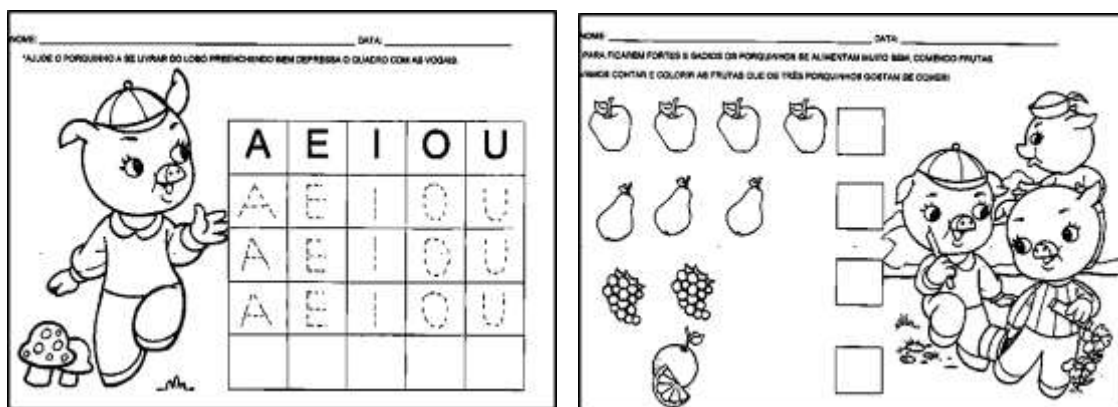 NOME: DATA:
"AJUDE O PORQUINHO A SE LIVRAR DO LOBO PREENCHENDO BEM DEPRESSA O QUADRO COM AS VOGAIS.
A E I O U
A E I O U
A E I O U
A E I O U
NOME: DATA:
PARA FICAREM FORTES E SADIOS OS PORQUINHOS SE ALIMENTAM MUITO BEM, COMENDO FRUTAS.
VAMOS CONTAR E COLORIR AS FRUTAS QUE OS TRÊS PORQUINHOS GOSTAM DE COMER!